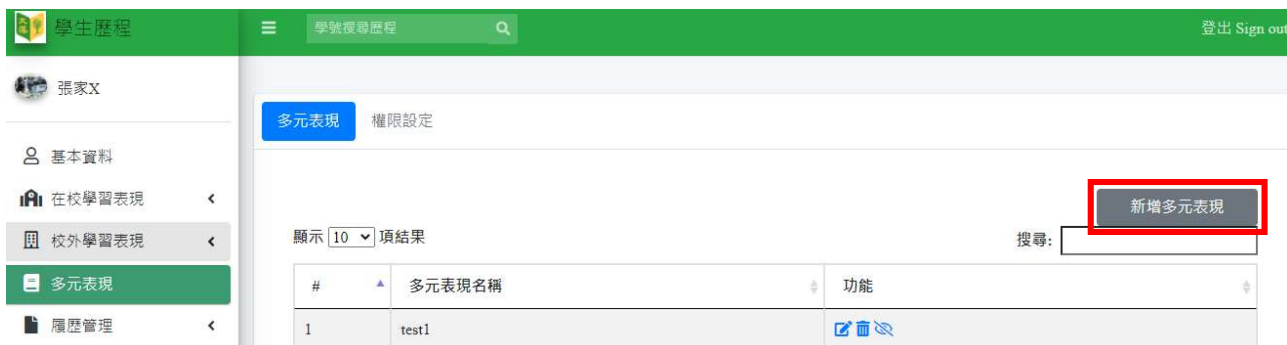 學生歷程
學號搜尋歷程
登出 Sign out
張家X
多元表現 權限設定
基本資料
在校學習表現
新增多元表現
校外學習表現
顯示 10 項結果
搜尋:
多元表現
# 多元表現名稱 功能
履歷管理
1 test1